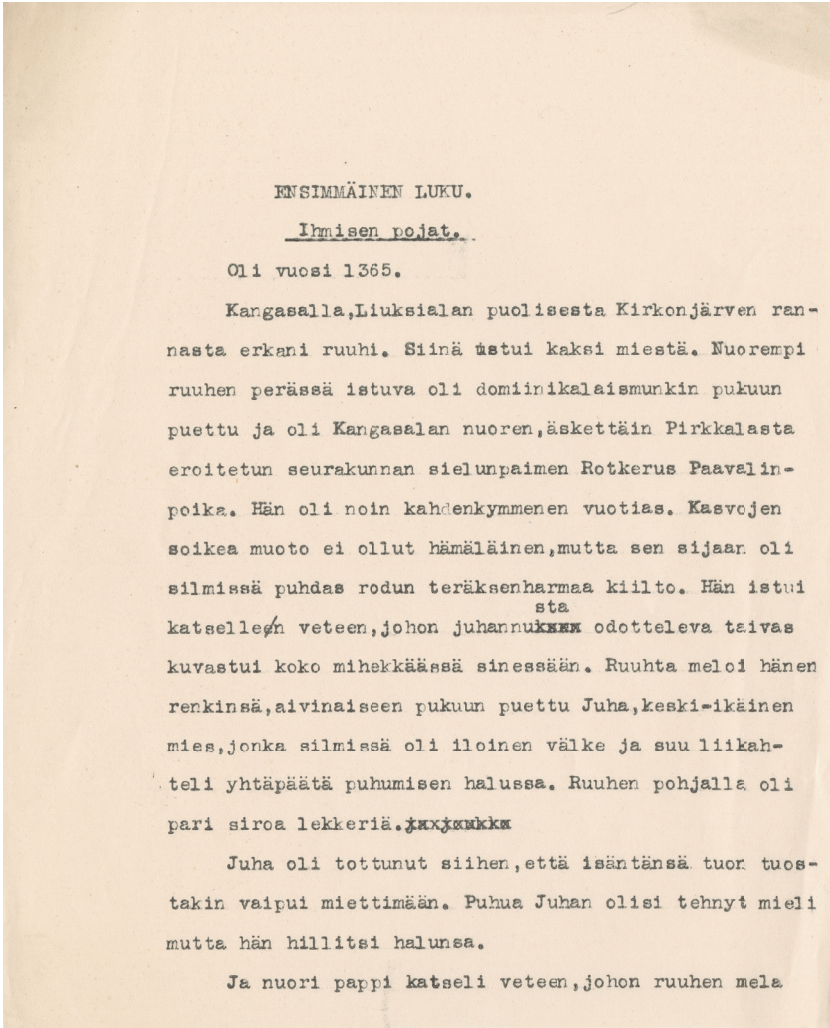 ENSIMMÄINEN LUKU.
Ihmisen pojat.
Oli vuosi 1365.
Kangasalla,Liuksialan puolisesta Kirkonjärven ran-
nasta erkani ruuhi. Siinä istui kaksi miestä. Nuorempi
ruuhen perässä istuva oli domiinikalaismunkin pukuun
puettu ja oli Kangasalan nuoren,äskettäin Pirkkalasta
eroitetun seurakunnan sielunpaimen Rotkerus Paavalin-
poika. Hän oli noin kahdenkymmenen vuotias. Kasvojen
soikea muoto ei ollut hämäläinen,mutta sen sijaan oli
silmissä puhdas rodun teräksenharmaa kiilto. Hän istui
sta
katsellen veteen,johon juhannu odotteleva taivas
kuvastui koko mihekkäässä sinessään. Ruuhta meloi hänen
renkinsä,aivinaiseen pukuun puettu Juha,keski-ikäinen
mies,jonka silmissä oli iloinen välke ja suu liikah-
teli yhtäpäätä puhumisen halussa. Ruuhen pohjalla oli
pari siroa lekkeriä.
Juha oli tottunut siihen,että isäntänsä tuon tuos-
takin vaipui miettimään. Puhua Juhan olisi tehnyt mieli
mutta hän hillitsi halunsa.
Ja nuori pappi katseli veteen,johon ruuhen mela